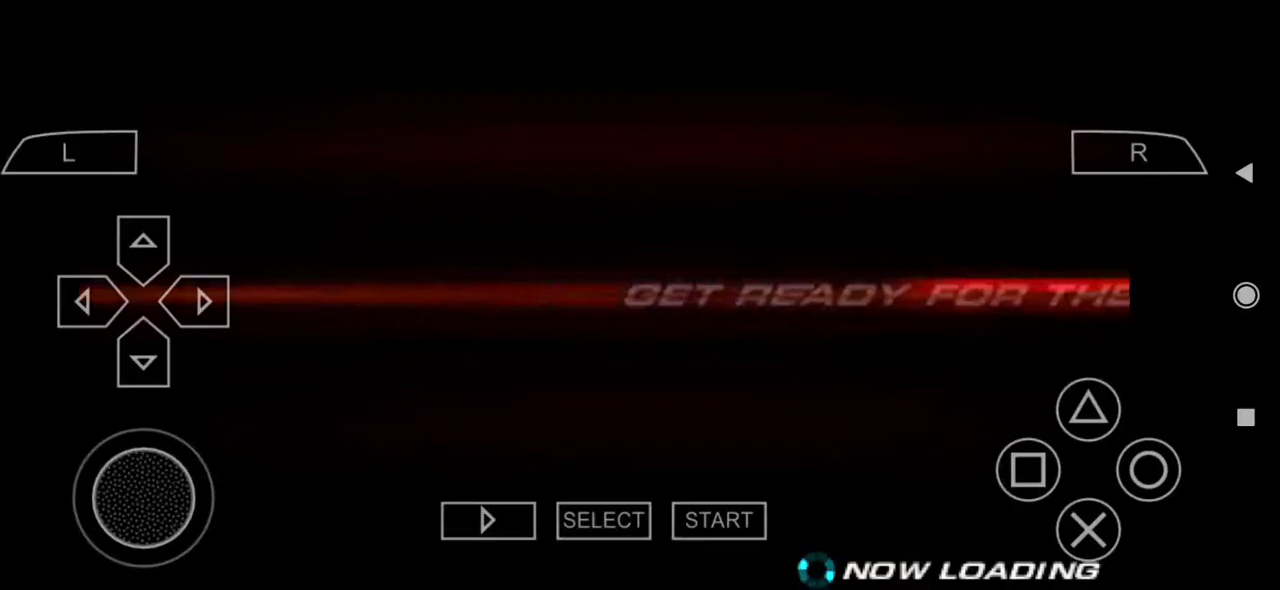 L
R
GET READY FOR THE
SELECT
START
NOW LOADING